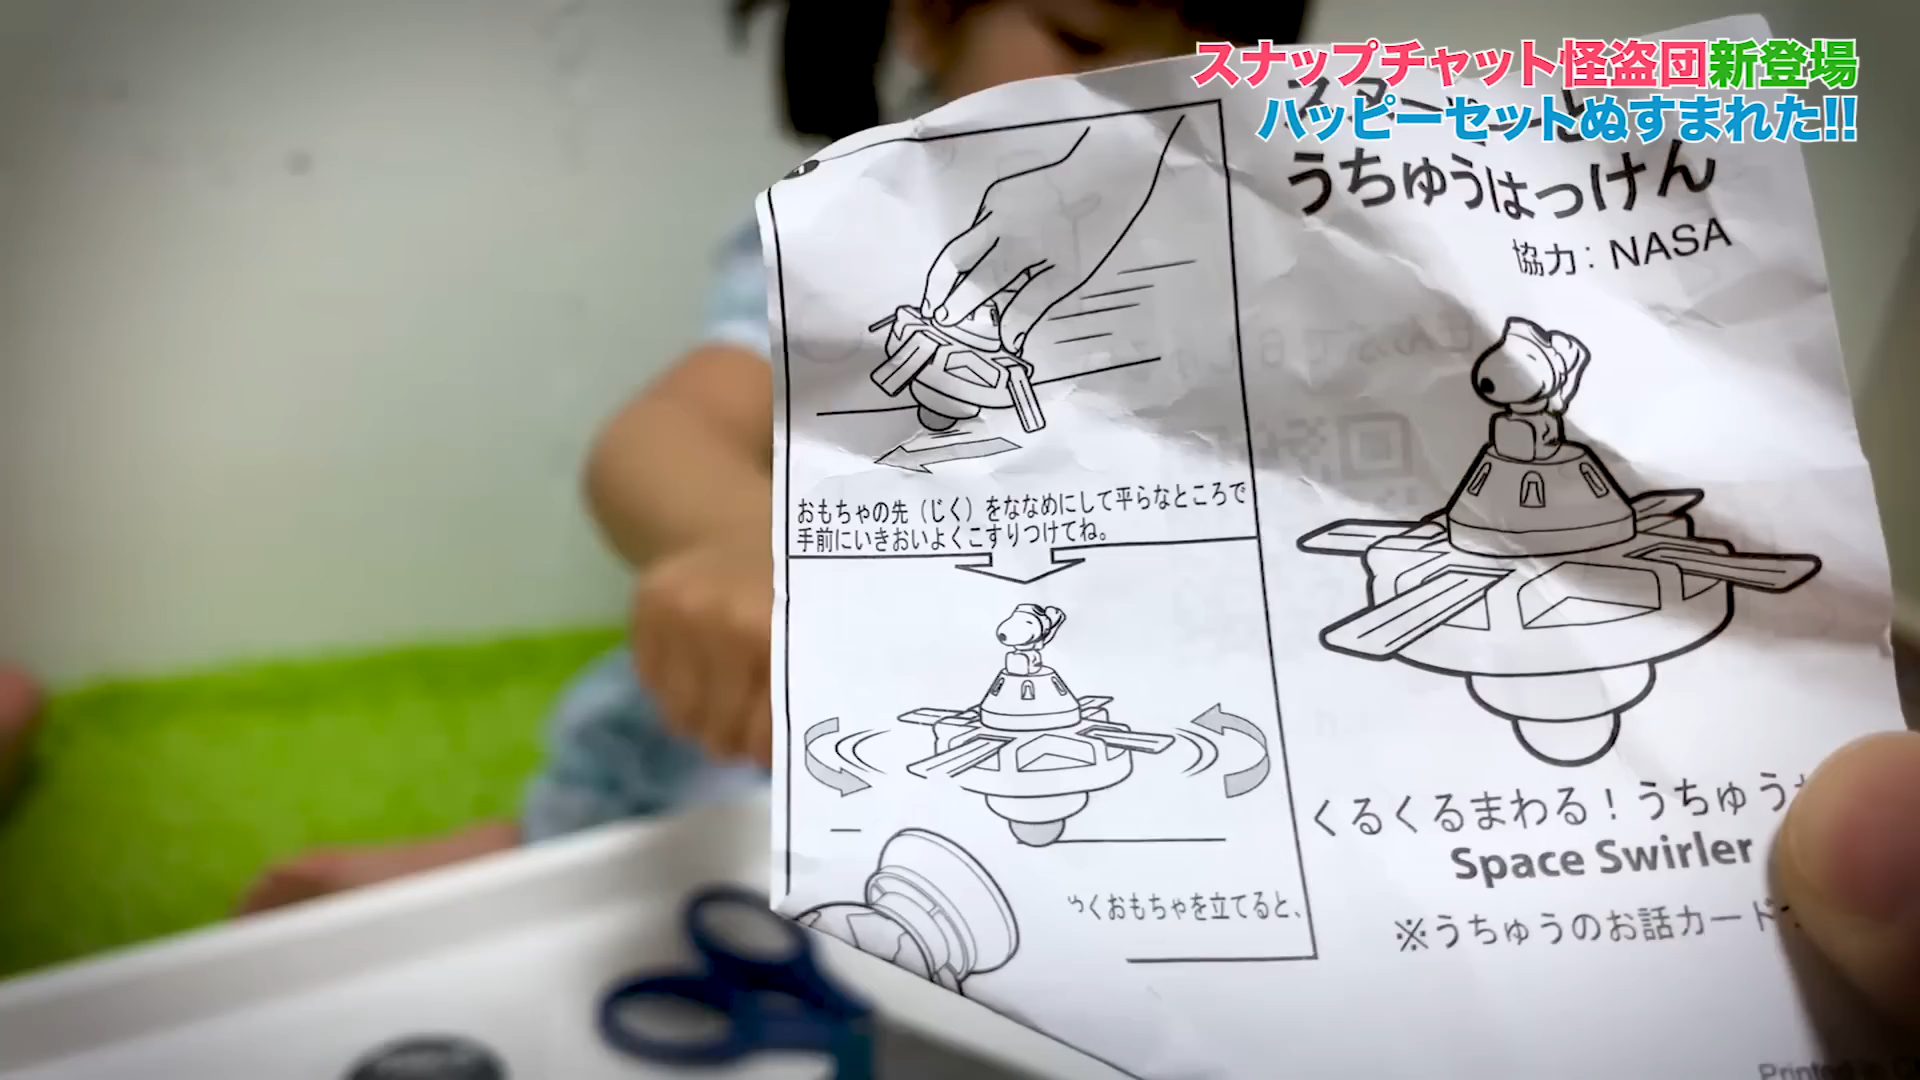 スナップチャット怪盗団新登場
ハッピーセットぬすまれた!!
うちゅうはっけん
協力：NASA
おもちゃの先（じく）をななめにして平らなところで
手前にいきおいよくこすりつけてね。
くおもちゃを立てると、
くるくるまわる！うちゅう
Space Swirler
※うちゅうのお話カード
Printed